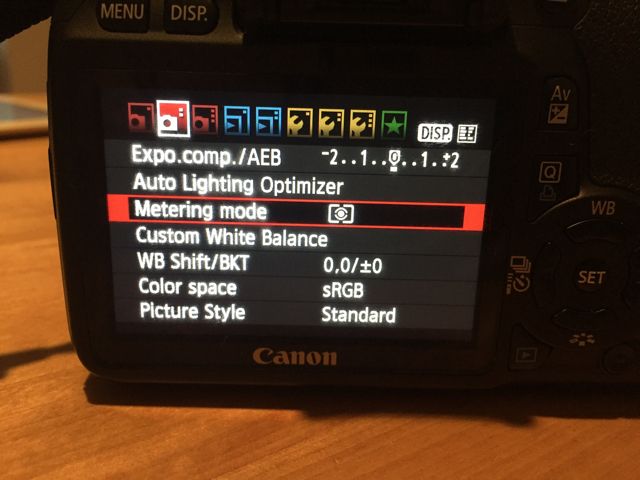 MENU DISP.
DISP.
Expo.comp./AEB -2..1..0..1.:+2
Auto Lighting Optimizer
Metering mode
Custom White Balance
WB Shift/BKT 0,0/±0
Color space sRGB
Picture Style Standard
Canon
Av
Q
WB
SET